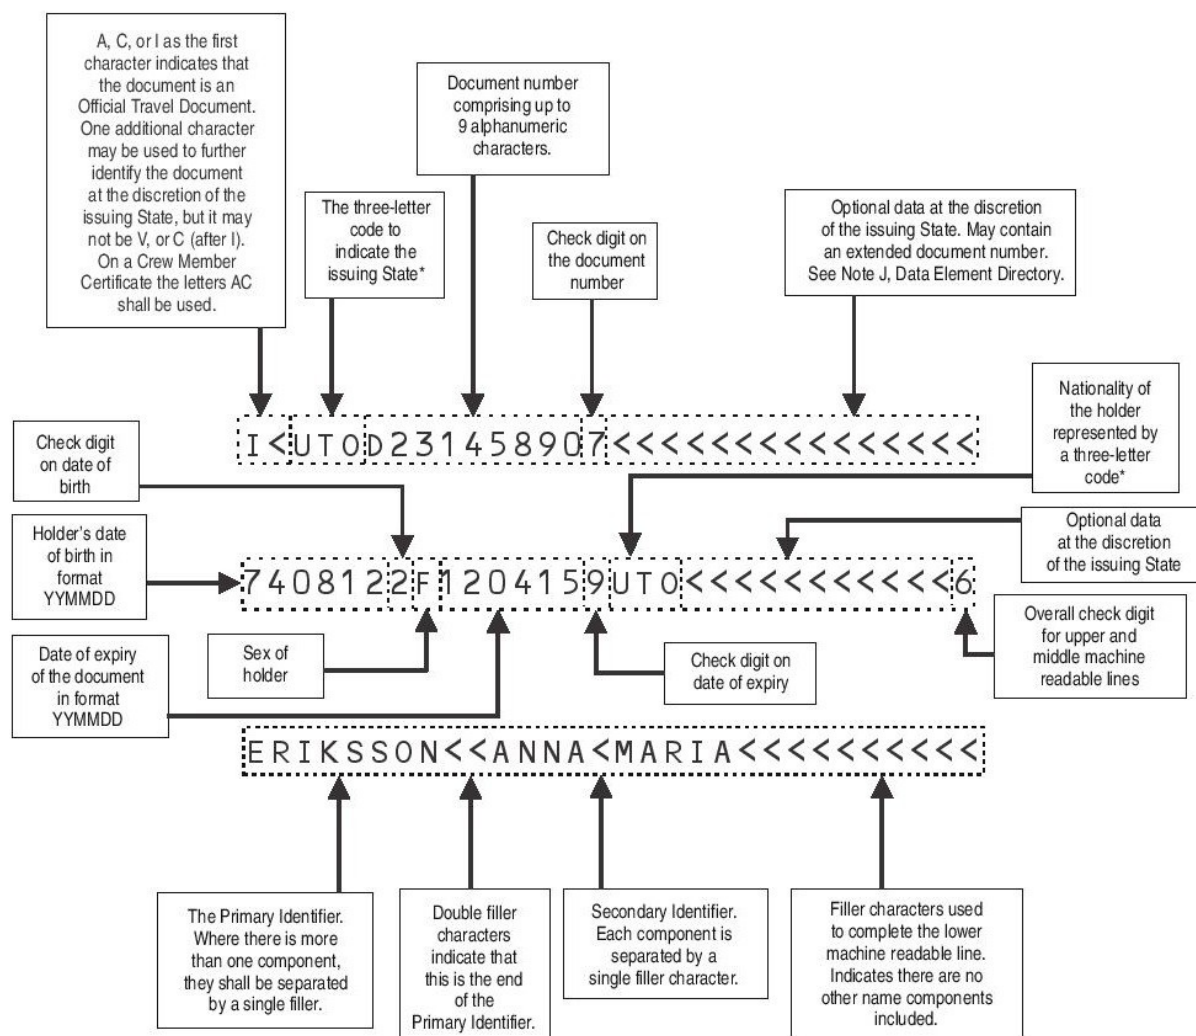 A, C, or I as the first
character indicates that
the document is an
Official Travel Document.
One additional character
may be used to further
identify the document
at the discretion of the
issuing State, but it may
not be V, or C (after I).
On a Crew Member
Certificate the letters AC
shall be used.
The three-letter
code to
indicate the
issuing State*
Document number
comprising up to
9 alphanumeric
characters.
Check digit on
the document
number
Optional data at the discretion
of the issuing State. May contain
an extended document number.
See Note J, Data Element Directory.
I<UTOD231458907<<<<<<<<<<<<<<<
Check digit
on date of
birth
Nationality of
the holder
represented by
a three-letter
code*
Holder's date
of birth in
format
YYMMDD
Optional data
at the discretion
of the issuing State
7408122F1204159UTO<<<<<<<<<<<6
Date of expiry
of the document
in format
YYMMDD
Sex of
holder
Check digit on
date of expiry
Overall check digit
for upper and
middle machine
readable lines
ERIKSSON<<ANNA<MARIA<<<<<<<<<<
The Primary Identifier.
Where there is more
than one component,
they shall be separated
by a single filler.
Double filler
characters
indicate that
this is the end
of the
Primary Identifier.
Secondary Identifier.
Each component is
separated by a
single filler character.
Filler characters used
to complete the lower
machine readable line.
Indicates there are no
other name components
included.